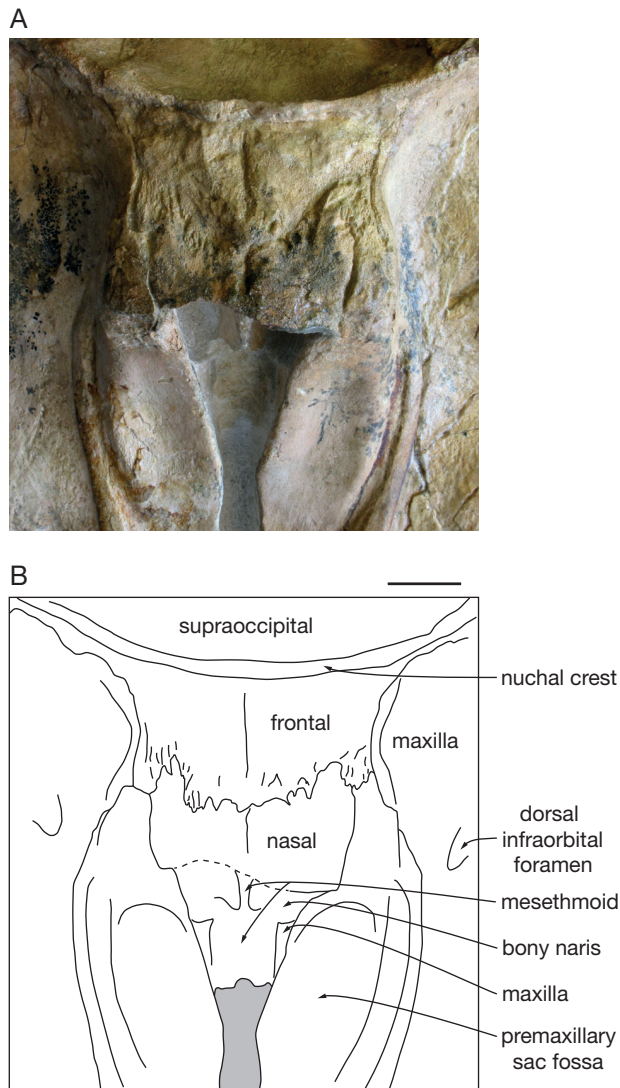 A
B
supraoccipital
nuchal crest
frontal
maxilla
dorsal
infraorbital
foramen
nasal
mesethmoid
bony naris
maxilla
premaxillary
sac fossa